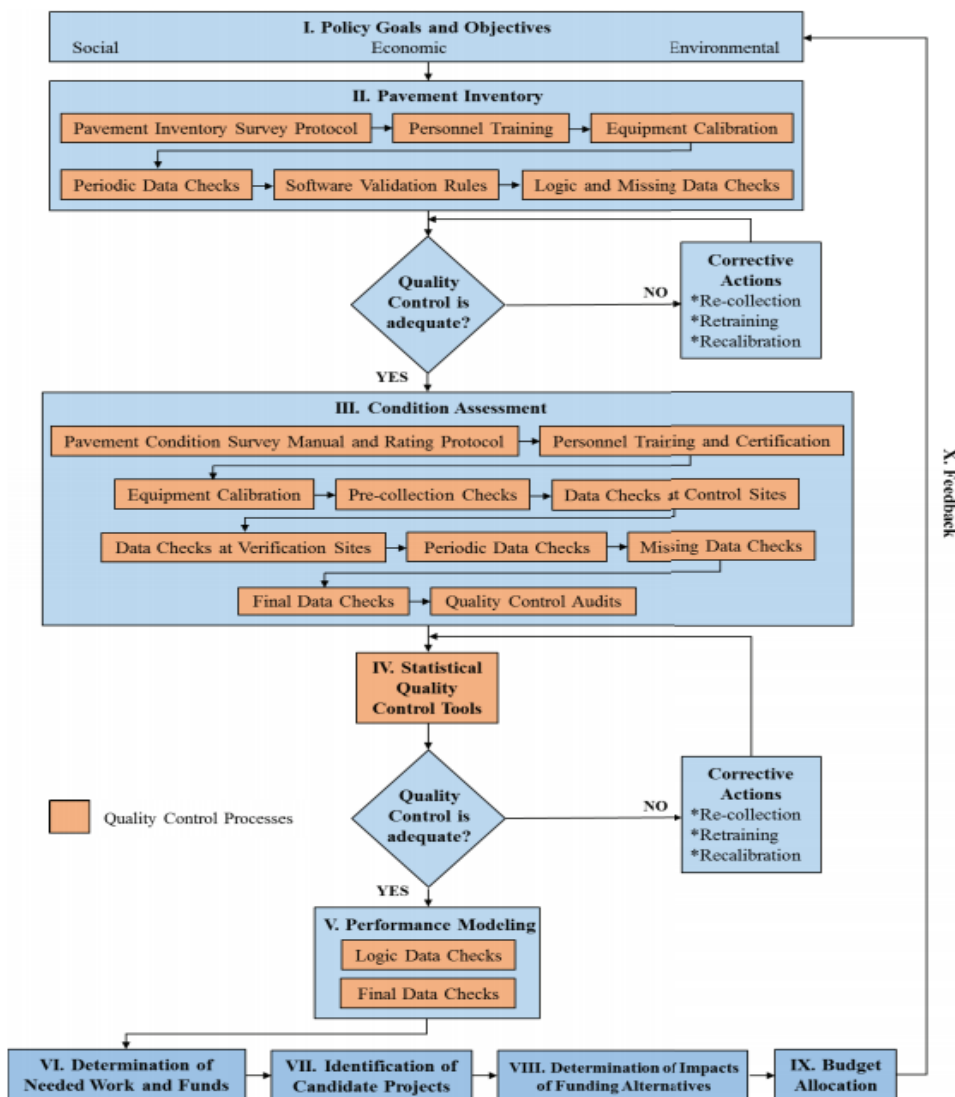 I. Policy Goals and Objectives
Social Economic Environmental
II. Pavement Inventory
Pavement Inventory Survey Protocol
Personnel Training
Equipment Calibration
Periodic Data Checks
Software Validation Rules
Logic and Missing Data Checks
Quality
Control is
adequate?
NO
Corrective
Actions
*Re-collection
*Retraining
*Recalibration
YES
III. Condition Assessment
Pavement Condition Survey Manual and Rating Protocol
Personnel Training and Certification
Equipment Calibration
Pre-collection Checks
Data Checks at Control Sites
Data Checks at Verification Sites
Periodic Data Checks
Missing Data Checks
Final Data Checks
Quality Control Audits
X. Feedback
IV. Statistical
Quality
Control Tools
Quality Control Processes
Quality
Control is
adequate?
NO
Corrective
Actions
*Re-collection
*Retraining
*Recalibration
YES
V. Performance Modeling
Logic Data Checks
Final Data Checks
VI. Determination of
Needed Work and Funds
VII. Identification of
Candidate Projects
VIII. Determination of Impacts
of Funding Alternatives
IX. Budget
Allocation